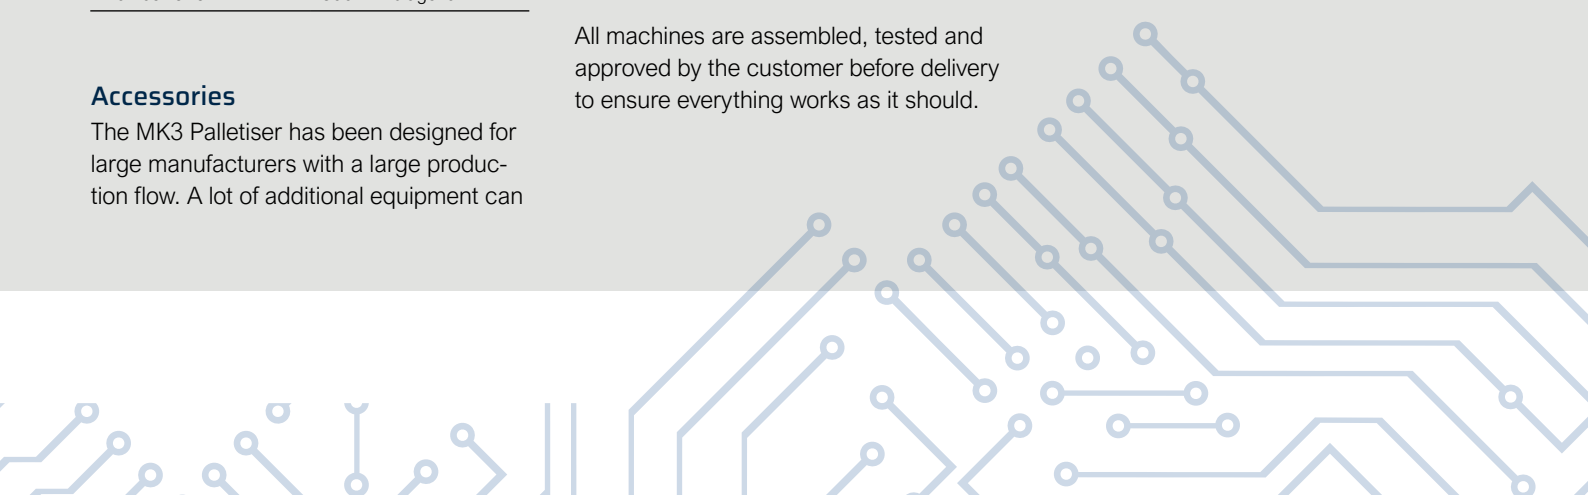 Accessories
The MK3 Palletiser has been designed for
large manufacturers with a large produc-
tion flow. A lot of additional equipment can
All machines are assembled, tested and
approved by the customer before delivery
to ensure everything works as it should.